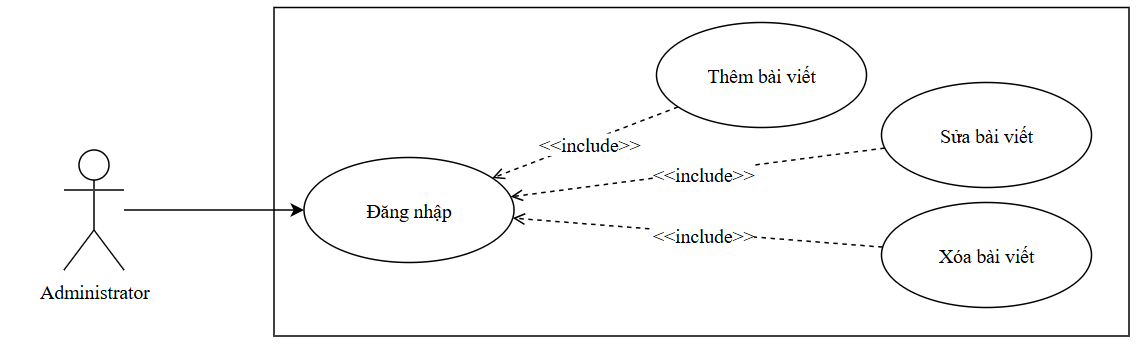 Thêm bài viết
Sửa bài viết
<<include>>
<<include>>
Đăng nhập
<<include>>
Xóa bài viết
Administrator